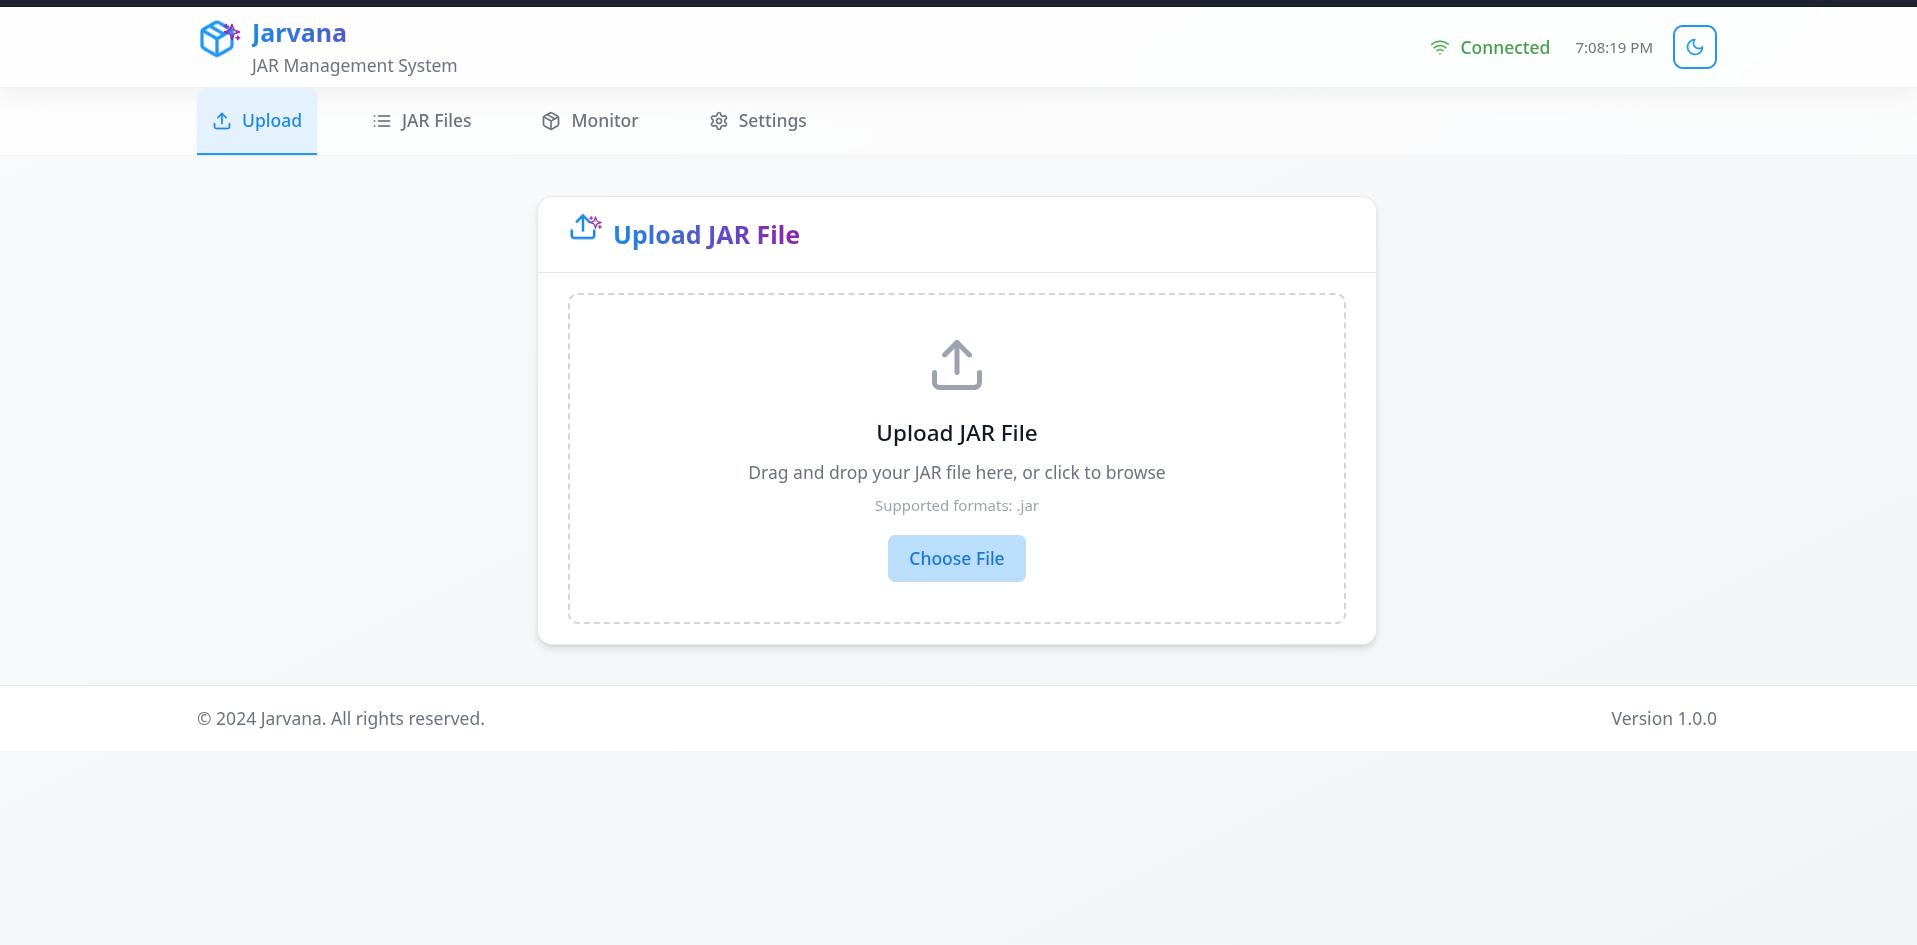 Jarvana
JAR Management System
Connected
7:08:19 PM
Upload
JAR Files
Monitor
Settings
Upload JAR File
Upload JAR File
Drag and drop your JAR file here, or click to browse
Supported formats: .jar
Choose File
© 2024 Jarvana. All rights reserved.
Version 1.0.0